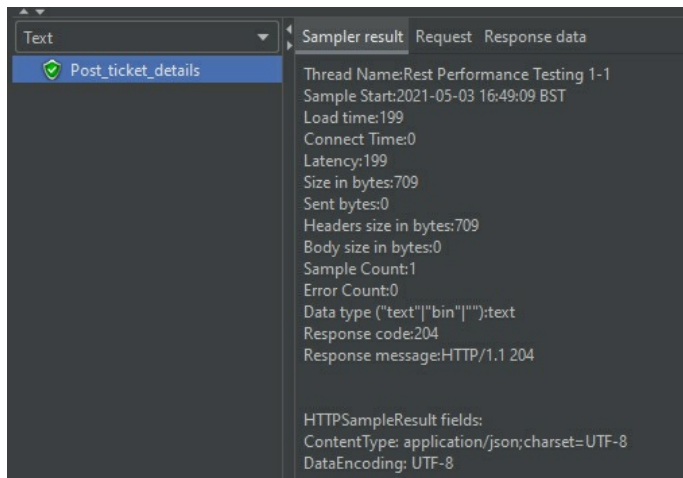 Text
Post_ticket_details
Sampler result Request Response data
Thread Name:Rest Performance Testing 1-1
Sample Start:2021-05-03 16:49:09 BST
Load time:199
Connect Time:0
Latency:199
Size in bytes:709
Sent bytes:0
Headers size in bytes:709
Body size in bytes:0
Sample Count:1
Error Count:0
Data type ("text"|"bin"|""):text
Response code:204
Response message:HTTP/1.1 204
HTTPSampleResult fields:
ContentType: application/json;charset=UTF-8
DataEncoding: UTF-8